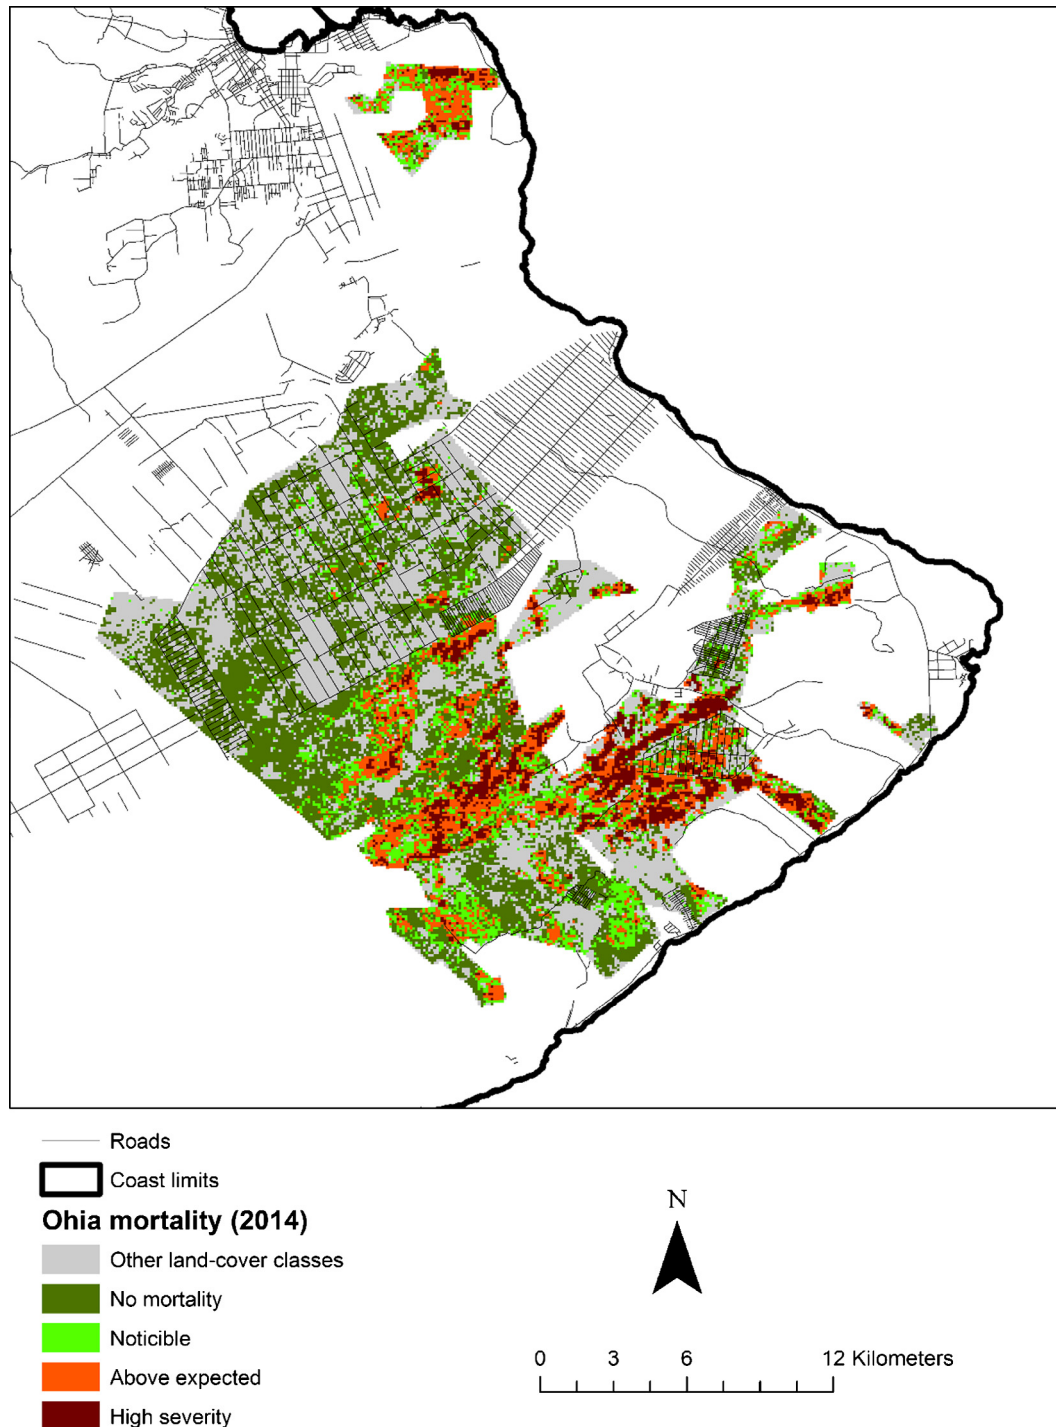 Roads
Coast limits
Ohia mortality (2014)
Other land-cover classes
No mortality
Noticible
Above expected
High severity
N
0 3 6 12 Kilometers